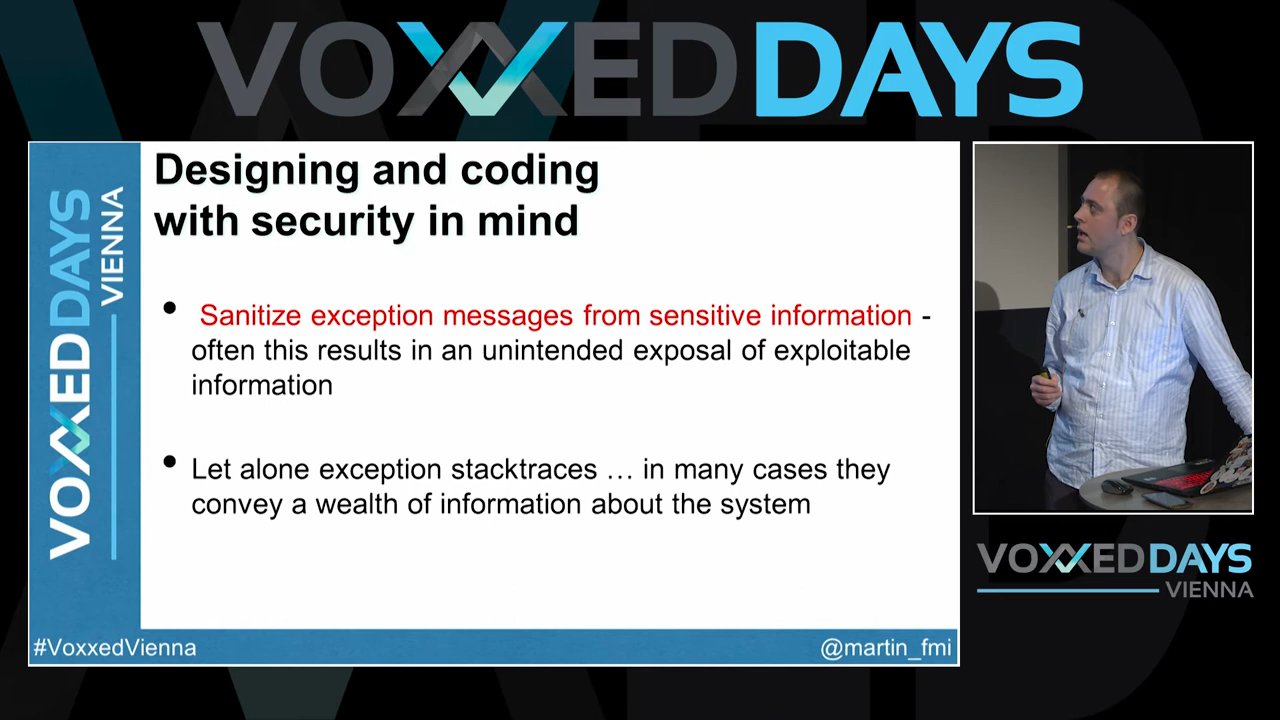 VOXXED DAYS
Designing and coding
with security in mind
VOXXED DAYS
VIENNA
• Sanitize exception messages from sensitive information -
often this results in an unintended exposal of exploitable
information
• Let alone exception stacktraces … in many cases they
convey a wealth of information about the system
#VoxxedVienna
@martin_fmi
VOXXED DAYS
VIENNA